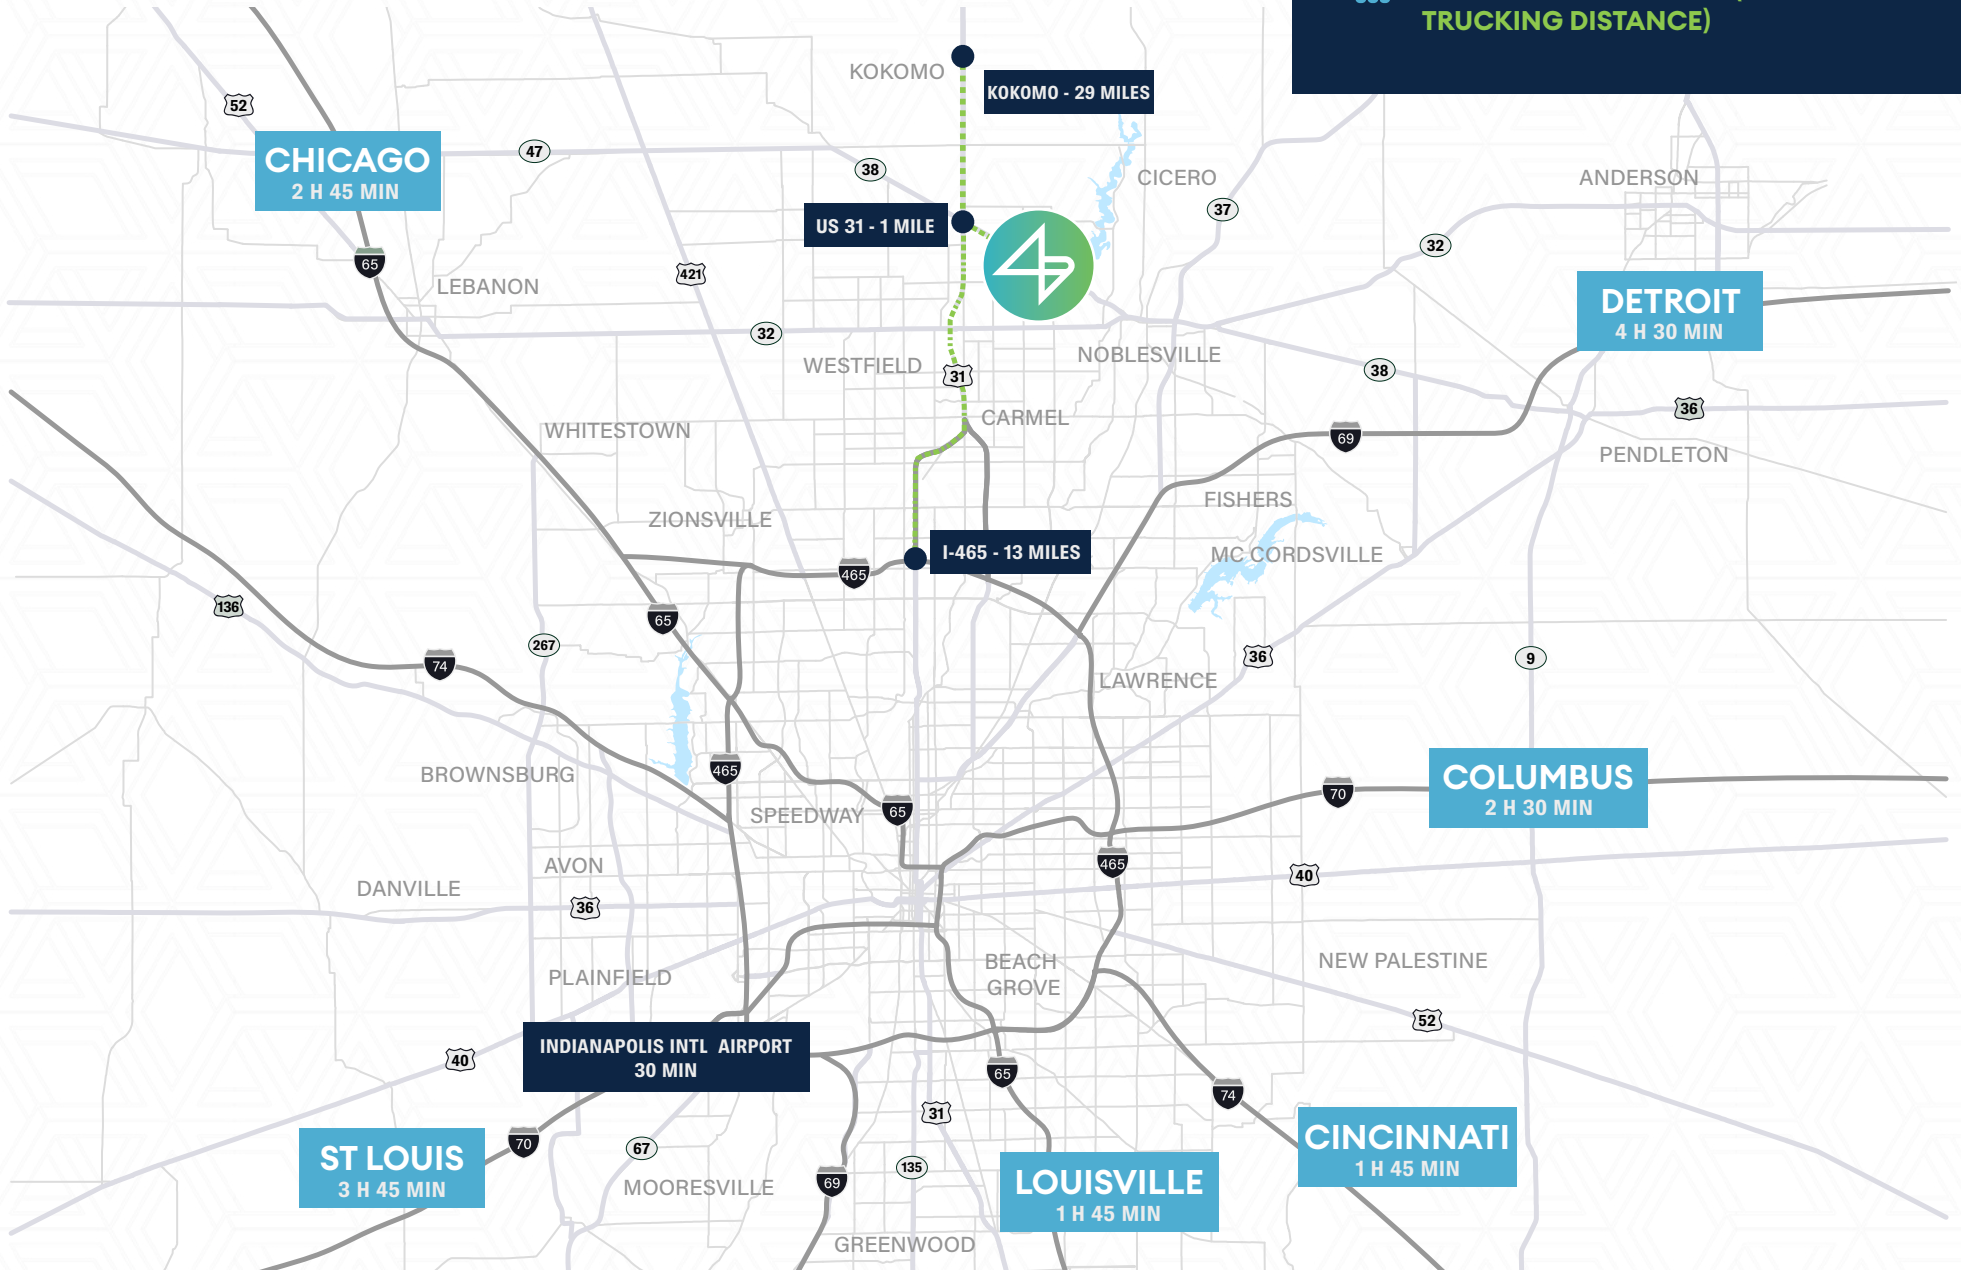 TRUCKING DISTANCE)
KOKOMO
KOKOMO - 29 MILES
52
CHICAGO
2 H 45 MIN
47
38
CICERO
ANDERSON
37
US 31 - 1 MILE
32
65
LEBANON
421
DETROIT
4 H 30 MIN
32
WESTFIELD
NOBLESVILLE
31
38
36
CARMEL
WHITESTOWN
69
PENDLETON
FISHERS
ZIONSVILLE
I-465 - 13 MILES
MC CORDSVILLE
465
136
65
267
74
36
9
LAWRENCE
465
BROWNSBURG
COLUMBUS
2 H 30 MIN
70
SPEEDWAY
65
AVON
465
40
DANVILLE
36
BEACH
GROVE
NEW PALESTINE
PLAINFIELD
52
INDIANAPOLIS INTL AIRPORT
30 MIN
40
65
74
31
CINCINNATI
1 H 45 MIN
70
67
ST LOUIS
3 H 45 MIN
135
69
MOORESVILLE
LOUISVILLE
1 H 45 MIN
GREENWOOD